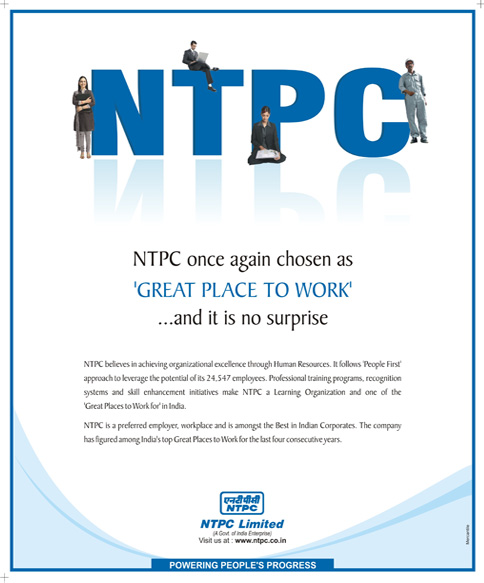 NTPC
NTPC once again chosen as
'GREAT PLACE TO WORK'
...and it is no surprise
NTPC believes in achieving organizational excellence through Human Resources. It follows 'People First'
approach to leverage the potential of its 24,547 employees. Professional training programs, recognition
systems and skill enhancement initiatives make NTPC a Learning Organization and one of the
'Great Places to Work for' in India.
NTPC is a preferred employer, workplace and is amongst the Best in Indian Corporates. The company
has figured among India's top Great Places to Work for the last four consecutive years.
एनटीपीसी
NTPC
NTPC Limited
(A Govt. of India Enterprise)
Visit us at : www.ntpc.co.in
Mercantile
POWERING PEOPLE'S PROGRESS